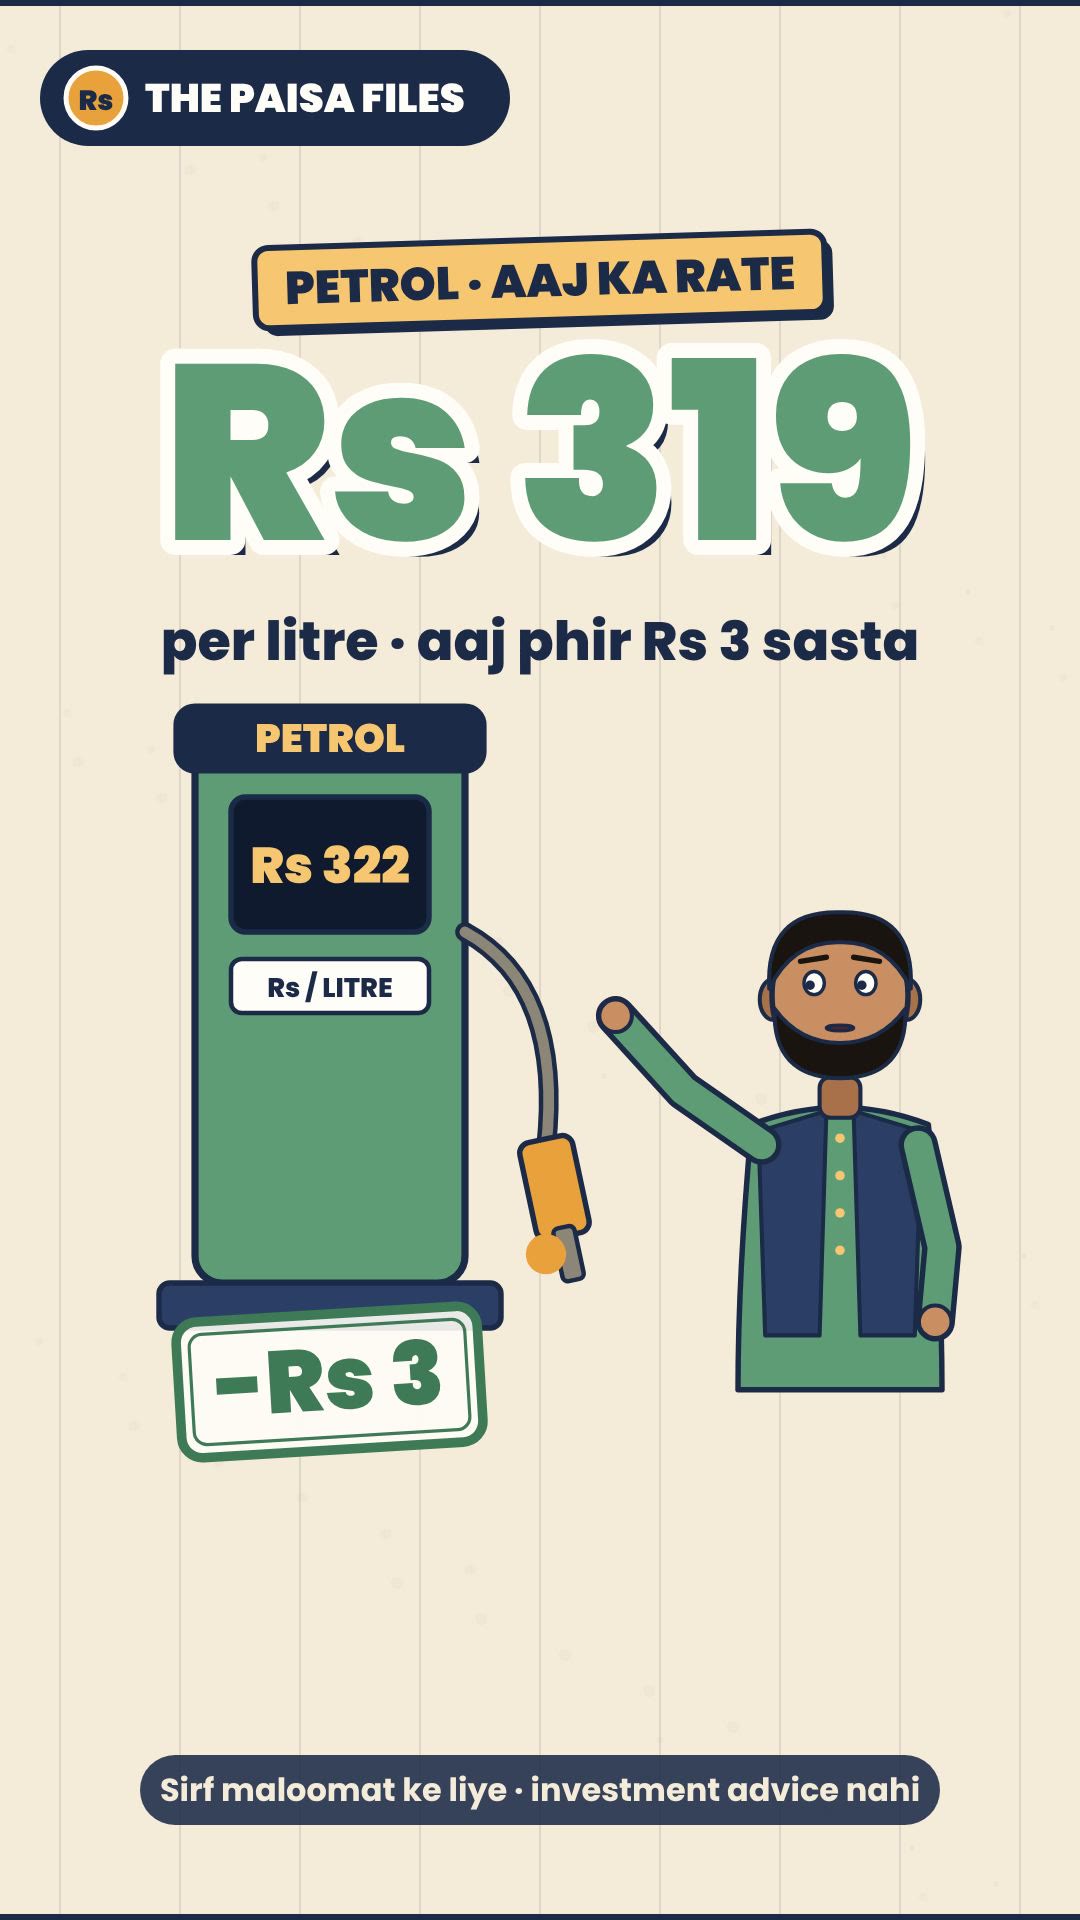 Rs THE PAISA FILES
PETROL · AAJ KA RATE
Rs 319
per litre · aaj phir Rs 3 sasta
PETROL
Rs 322
Rs / LITRE
-Rs 3
Sirf maloomat ke liye · investment advice nahi